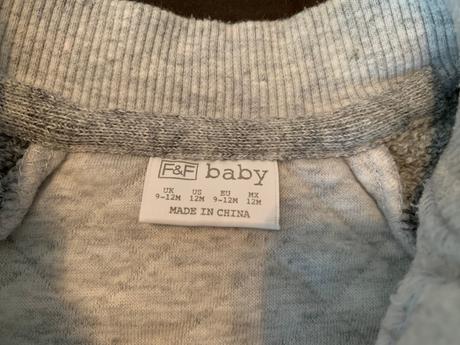 F&F baby
UK US EU MX
9-12M 12M 9-12M 12M
MADE IN CHINA